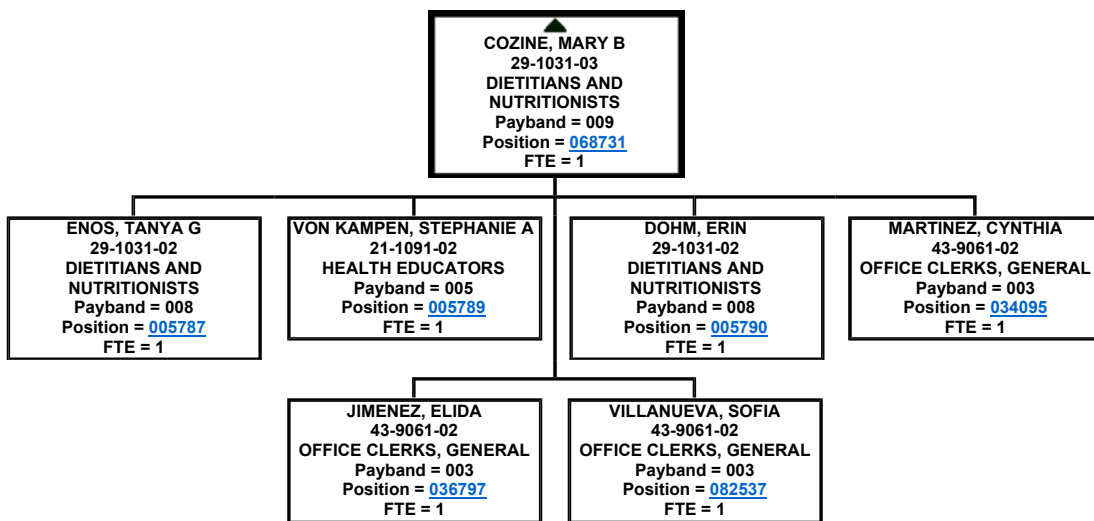 COZINE, MARY B
29-1031-03
DIETITIANS AND
NUTRITIONISTS
Payband = 009
Position = 068731
FTE = 1
ENOS, TANYA G
29-1031-02
DIETITIANS AND
NUTRITIONISTS
Payband = 008
Position = 005787
FTE = 1
VON KAMPEN, STEPHANIE A
21-1091-02
HEALTH EDUCATORS
Payband = 005
Position = 005789
FTE = 1
DOHM, ERIN
29-1031-02
DIETITIANS AND
NUTRITIONISTS
Payband = 008
Position = 005790
FTE = 1
MARTINEZ, CYNTHIA
43-9061-02
OFFICE CLERKS, GENERAL
Payband = 003
Position = 034095
FTE = 1
JIMENEZ, ELIDA
43-9061-02
OFFICE CLERKS, GENERAL
Payband = 003
Position = 036797
FTE = 1
VILLANUEVA, SOFIA
43-9061-02
OFFICE CLERKS, GENERAL
Payband = 003
Position = 082537
FTE = 1